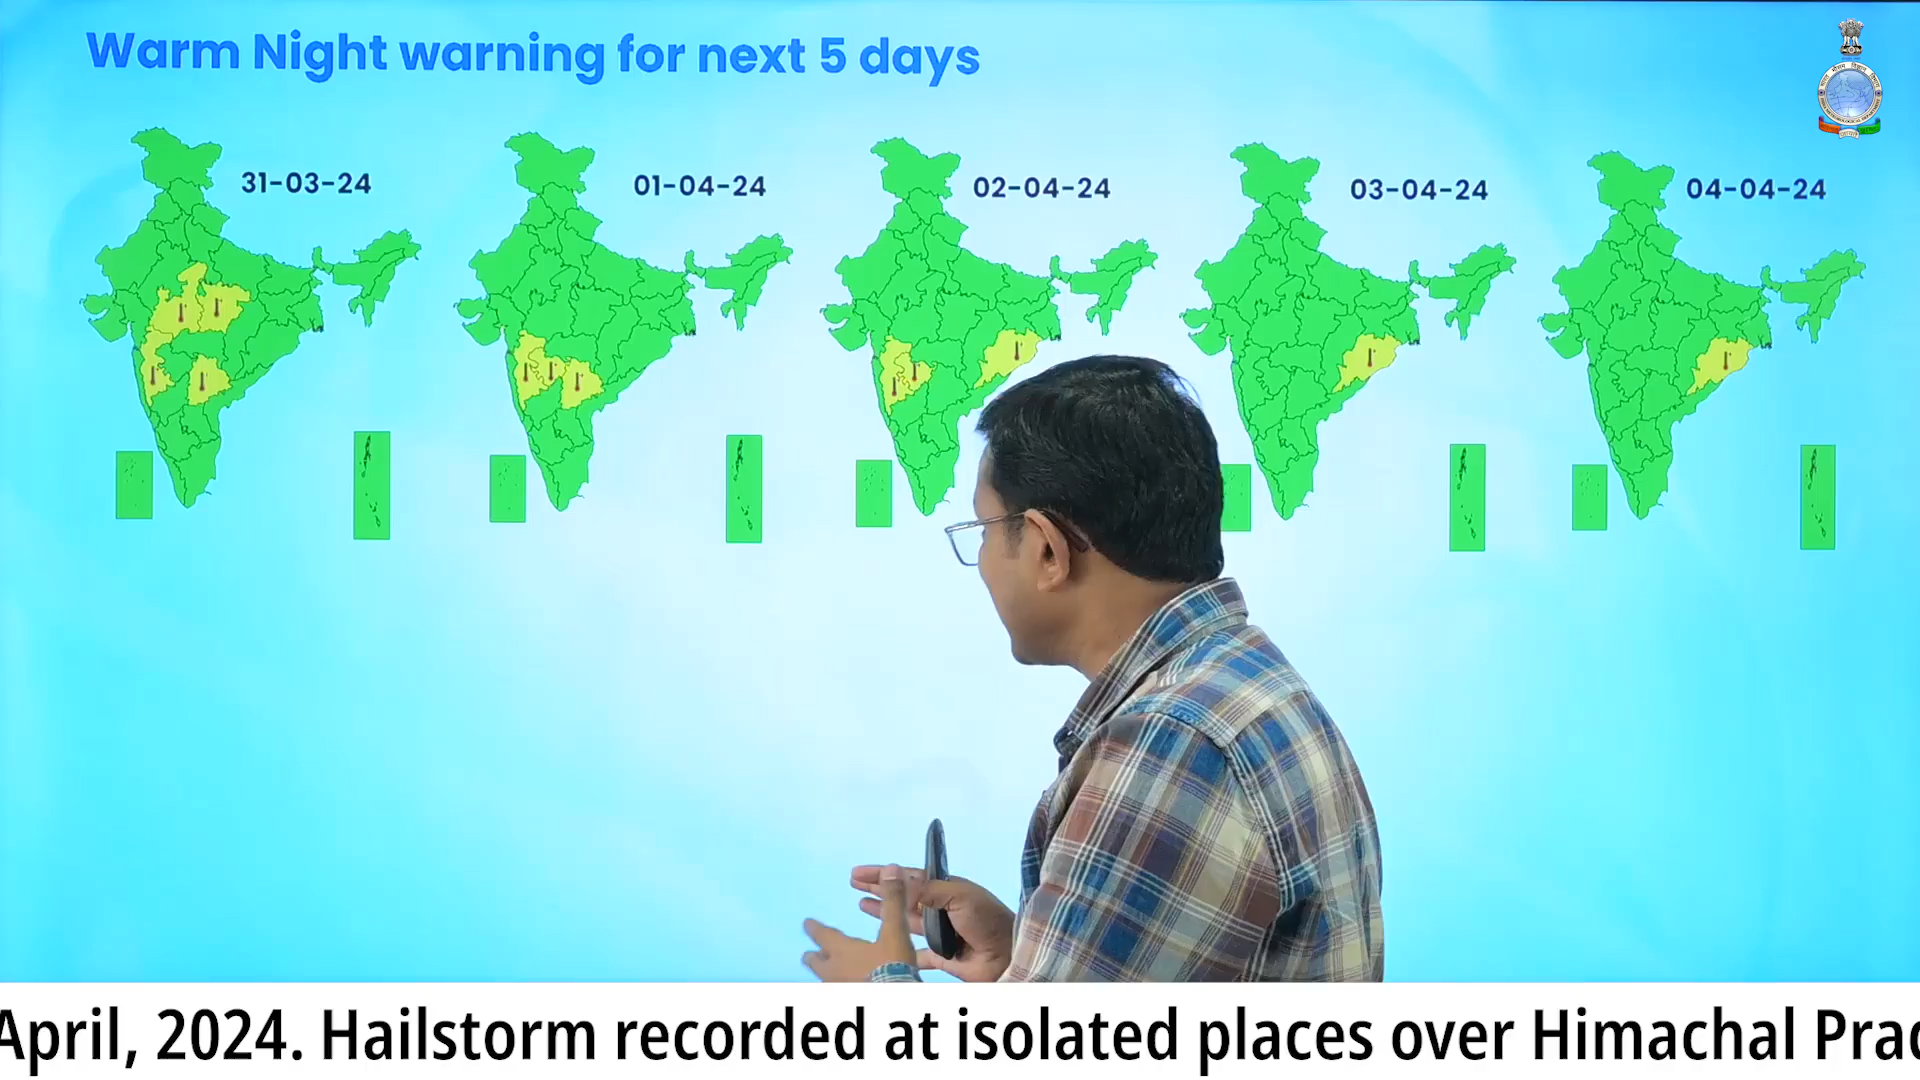 Warm Night warning for next 5 days
31-03-24
01-04-24
02-04-24
03-04-24
04-04-24
April, 2024. Hailstorm recorded at isolated places over Himachal Prad